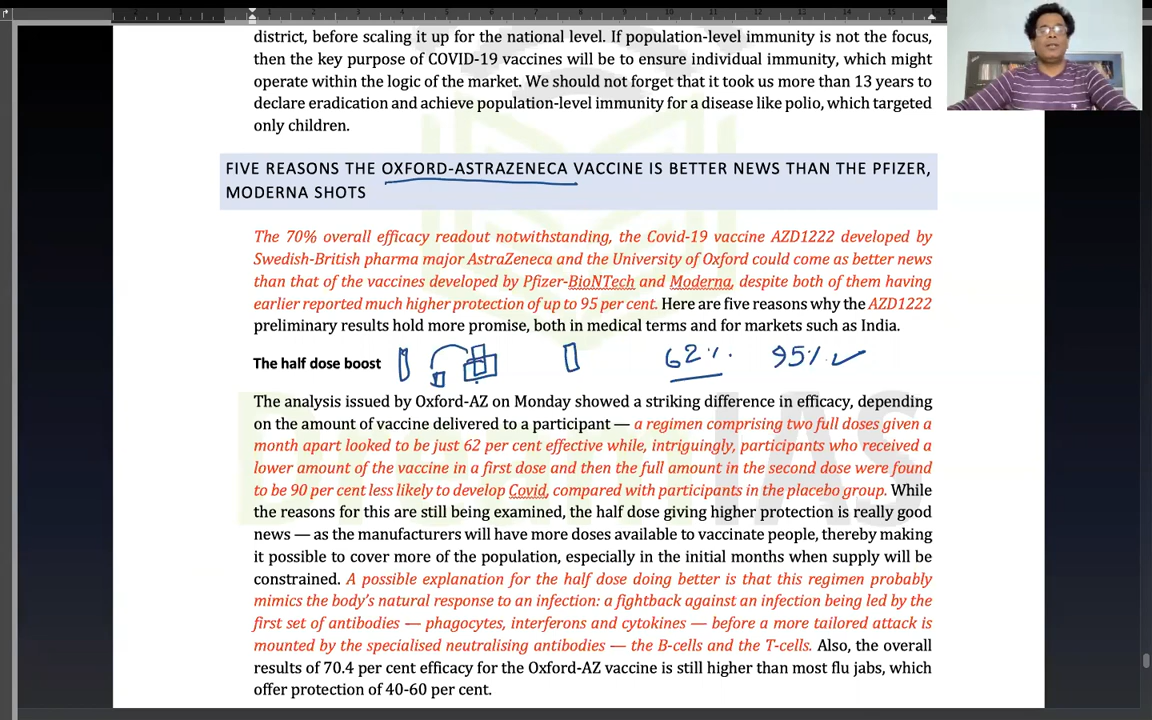 district, before scaling it up for the national level. If population-level immunity is not the focus,
then the key purpose of COVID-19 vaccines will be to ensure individual immunity, which might
operate within the logic of the market. We should not forget that it took us more than 13 years to
declare eradication and achieve population-level immunity for a disease like polio, which targeted
only children.
FIVE REASONS THE OXFORD-ASTRAZENECA VACCINE IS BETTER NEWS THAN THE PFIZER,
MODERNA SHOTS
The 70% overall efficacy readout notwithstanding, the Covid-19 vaccine AZD1222 developed by
Swedish-British pharma major AstraZeneca and the University of Oxford could come as better news
than that of the vaccines developed by Pfizer-BioNTech and Moderna, despite both of them having
earlier reported much higher protection of up to 95 per cent. Here are five reasons why the AZD1222
preliminary results hold more promise, both in medical terms and for markets such as India.
The half dose boost 62% 95%
The analysis issued by Oxford-AZ on Monday showed a striking difference in efficacy, depending
on the amount of vaccine delivered to a participant — a regimen comprising two full doses given a
month apart looked to be just 62 per cent effective while, intriguingly, participants who received a
lower amount of the vaccine in a first dose and then the full amount in the second dose were found
to be 90 per cent less likely to develop Covid, compared with participants in the placebo group. While
the reasons for this are still being examined, the half dose giving higher protection is really good
news — as the manufacturers will have more doses available to vaccinate people, thereby making
it possible to cover more of the population, especially in the initial months when supply will be
constrained. A possible explanation for the half dose doing better is that this regimen probably
mimics the body's natural response to an infection: a fightback against an infection being led by the
first set of antibodies — phagocytes, interferons and cytokines — before a more tailored attack is
mounted by the specialised neutralising antibodies — the B-cells and the T-cells. Also, the overall
results of 70.4 per cent efficacy for the Oxford-AZ vaccine is still higher than most flu jabs, which
offer protection of 40-60 per cent.